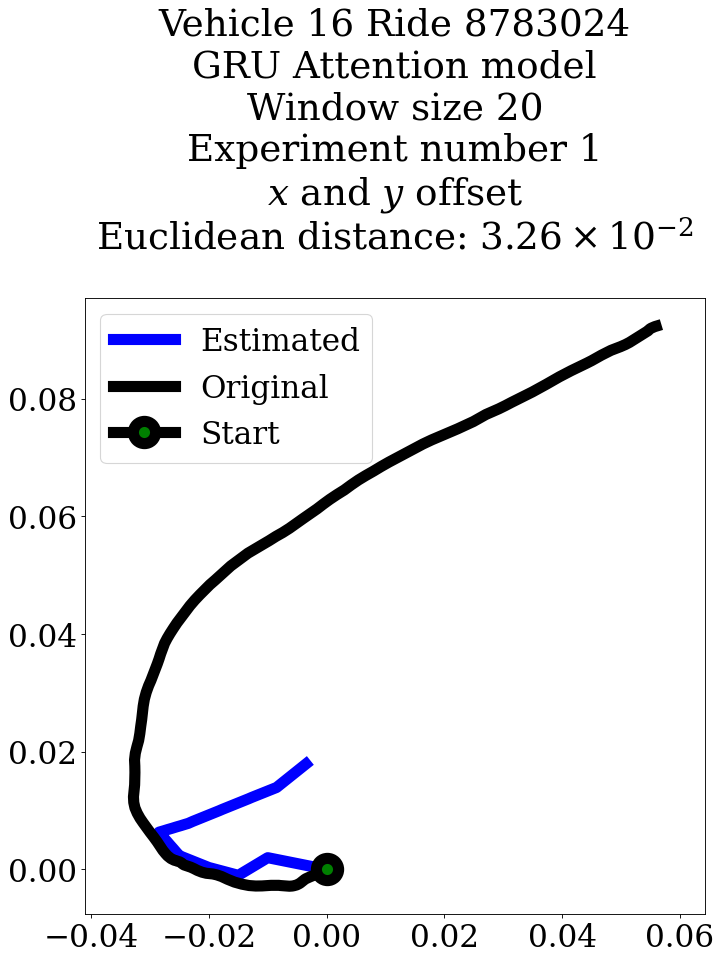 Vehicle 16 Ride 8783024
GRU Attention model
Window size 20
Experiment number 1
x and y offset
Euclidean distance: 3.26 × 10⁻²
Estimated
Original
Start
0.08
0.06
0.04
0.02
0.00
−0.04 −0.02 0.00 0.02 0.04 0.06